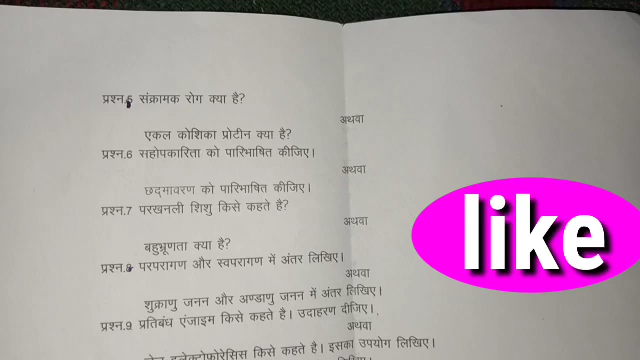 प्रश्न.5 संक्रामक रोग क्या है?
अथवा
एकल कोशिका प्रोटीन क्या है?
प्रश्न.6 सहोपकारिता को पारिभाषित कीजिए।
अथवा
छद्मावरण को पारिभाषित कीजिए।
प्रश्न.7 परखनली शिशु किसे कहते है?
अथवा
बहुभ्रूणता क्या है?
प्रश्न.8 परपरागण और स्वपरागण में अंतर लिखिए।
अथवा
शुक्राणु जनन और अण्डाणु जनन में अंतर लिखिए।
प्रश्न.9 प्रतिबंध एंजाइम किसे कहते है। उदाहरण दीजिए।
अथवा
इलेक्टोफोरेसिस किसे कहते है। इसका उपयोग लिखिए।
like